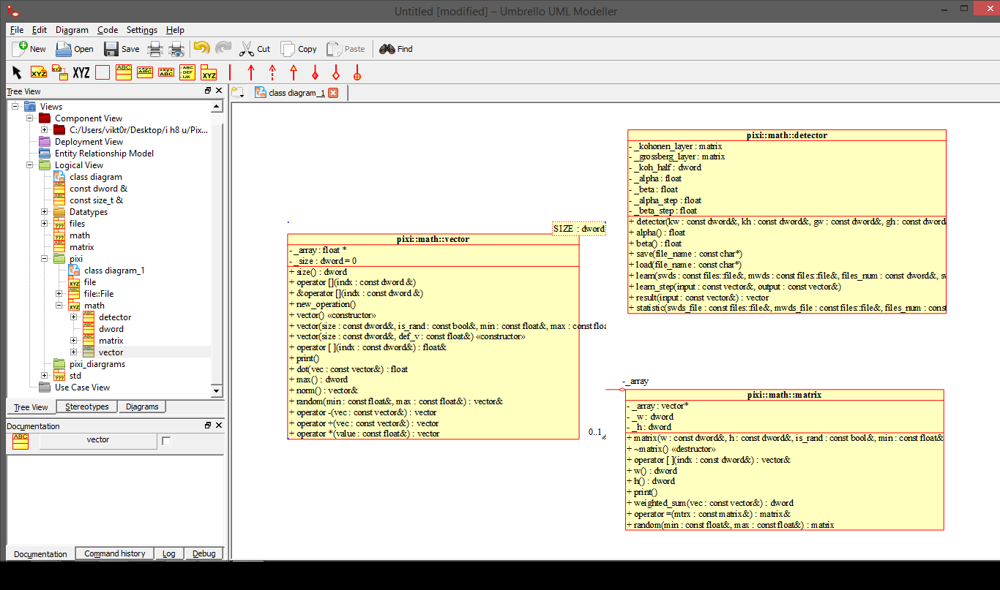 Untitled [modified] – Umbrello UML Modeller
File Edit Diagram Code Settings Help
New Open Save Cut Copy Paste Find
XYZ XYZ XYZ ABC «xyz» ABC «xy» ABC ABC - DEF - IJK XYZ
Tree View
class diagram_1
Views
Component View
C:/Users/vikt0r/Desktop/i h8 u/Pix...
Deployment View
Entity Relationship Model
Logical View
class diagram
const dword &
const size_t &
Datatypes
files
math
matrix
pixi
class diagram_1
file
file::File
math
detector
dword
matrix
vector
pixi_diargrams
std
Use Case View
Tree View Stereotypes Diagrams
Documentation
ABC vector
Documentation Command history Log Debug
SIZE : dword
pixi::math::vector
- _array : float *
- _size : dword = 0
+ size() : dword
+ operator [](indx : const dword &)
+ &operator [](indx : const dword &)
+ new_operation()
+ vector() «constructor»
+ vector(size : const dword&, is_rand : const bool&, min : const float&, max : const floa
+ vector(size : const dword&, def_v : const float&) «constructor»
+ operator [ ](indx : const dword&) : float&
+ print()
+ dot(vec : const vector&) : float
+ max() : dword
+ norm() : vector&
+ random(min : const float&, max : const float&) : vector&
+ operator -(vec : const vector&) : vector
+ operator +(vec : const vector&) : vector
+ operator *(value : const float&) : vector
0..1
pixi::math::detector
- _kohonen_layer : matrix
- _grossberg_layer : matrix
- _koh_half : dword
- _alpha : float
- _beta : float
- _alpha_step : float
- _beta_step : float
+ detector(kw : const dword&, kh : const dword&, gw : const dword&, gh : const dword
+ alpha() : float
+ beta() : float
+ save(file_name : const char*)
+ load(file_name : const char*)
+ learn(swds : const files::file&, mwds : const files::file&, files_num : const dword&, sw
+ learn_step(input : const vector&, output : const vector&)
+ result(input : const vector&) : vector
+ statistic(swds_file : const files::file&, mwds_file : const files::file&, files_num : const
-_array
pixi::math::matrix
- _array : vector*
- _w : dword
- _h : dword
+ matrix(w : const dword&, h : const dword&, is_rand : const bool&, min : const float&
+ ~matrix() «destructor»
+ operator [ ](indx : const dword&) : vector&
+ w() : dword
+ h() : dword
+ print()
+ weighted_sum(vec : const vector&) : dword
+ operator =(mtrx : const matrix&) : matrix&
+ random(min : const float&, max : const float&) : matrix